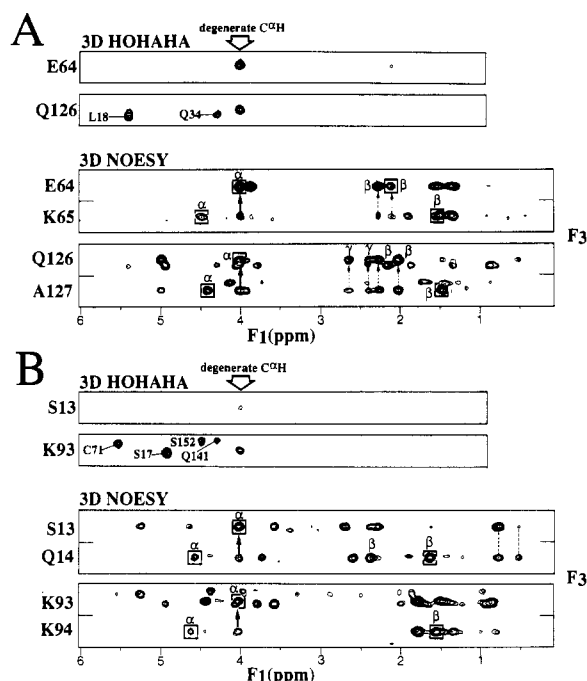 A
degenerate CαH
3D HOHAHA
E64
Q126
L18
Q34
3D NOESY
E64
α
β
β
K65
α
β
F3
Q126
α
γ
γ
β
β
A127
α
β
6
5
4
3
2
1
F1(ppm)
B
degenerate CαH
3D HOHAHA
S13
K93
C71
S17
S152
Q141
3D NOESY
S13
α
Q14
α
β
β
F3
K93
α
K94
α
β
6
5
4
3
2
1
F1(ppm)